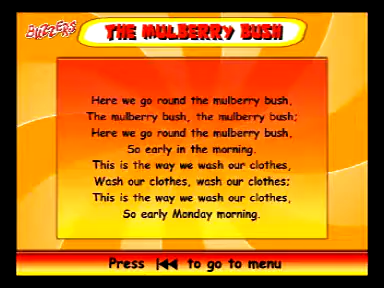 BUZZERS
THE MULBERRY BUSH
Here we go round the mulberry bush,
The mulberry bush, the mulberry bush;
Here we go round the mulberry bush,
So early in the morning.
This is the way we wash our clothes,
Wash our clothes, wash our clothes;
This is the way we wash our clothes,
So early Monday morning.
Press ⏮ to go to menu